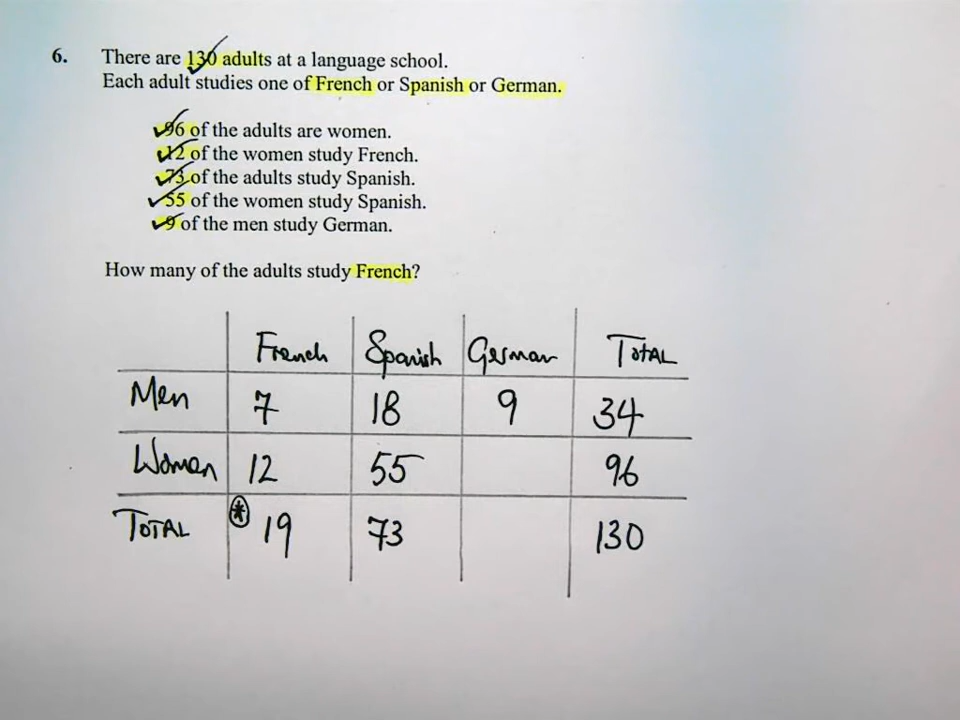 6. There are 130 adults at a language school.
Each adult studies one of French or Spanish or German.
96 of the adults are women.
12 of the women study French.
73 of the adults study Spanish.
55 of the women study Spanish.
9 of the men study German.
How many of the adults study French?
French Spanish German TOTAL
Men 7 18 9 34
Women 12 55 96
TOTAL * 19 73 130